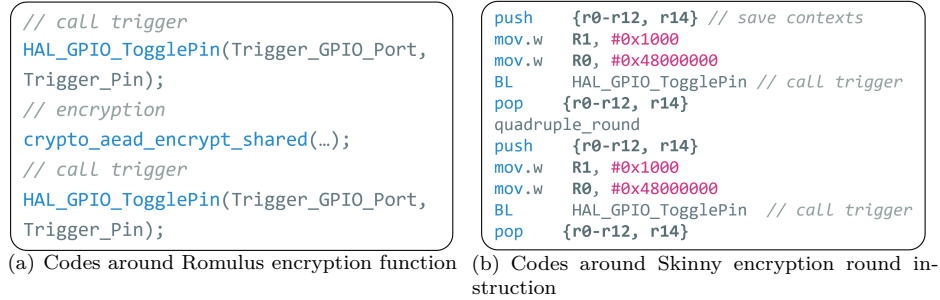 // call trigger
HAL_GPIO_TogglePin(Trigger_GPIO_Port,
Trigger_Pin);
// encryption
crypto_aead_encrypt_shared(…);
// call trigger
HAL_GPIO_TogglePin(Trigger_GPIO_Port,
Trigger_Pin);
(a) Codes around Romulus encryption function
push {r0-r12, r14} // save contexts
mov.w R1, #0x1000
mov.w R0, #0x48000000
BL HAL_GPIO_TogglePin // call trigger
pop {r0-r12, r14}
quadruple_round
push {r0-r12, r14}
mov.w R1, #0x1000
mov.w R0, #0x48000000
BL HAL_GPIO_TogglePin // call trigger
pop {r0-r12, r14}
(b) Codes around Skinny encryption round in-
struction